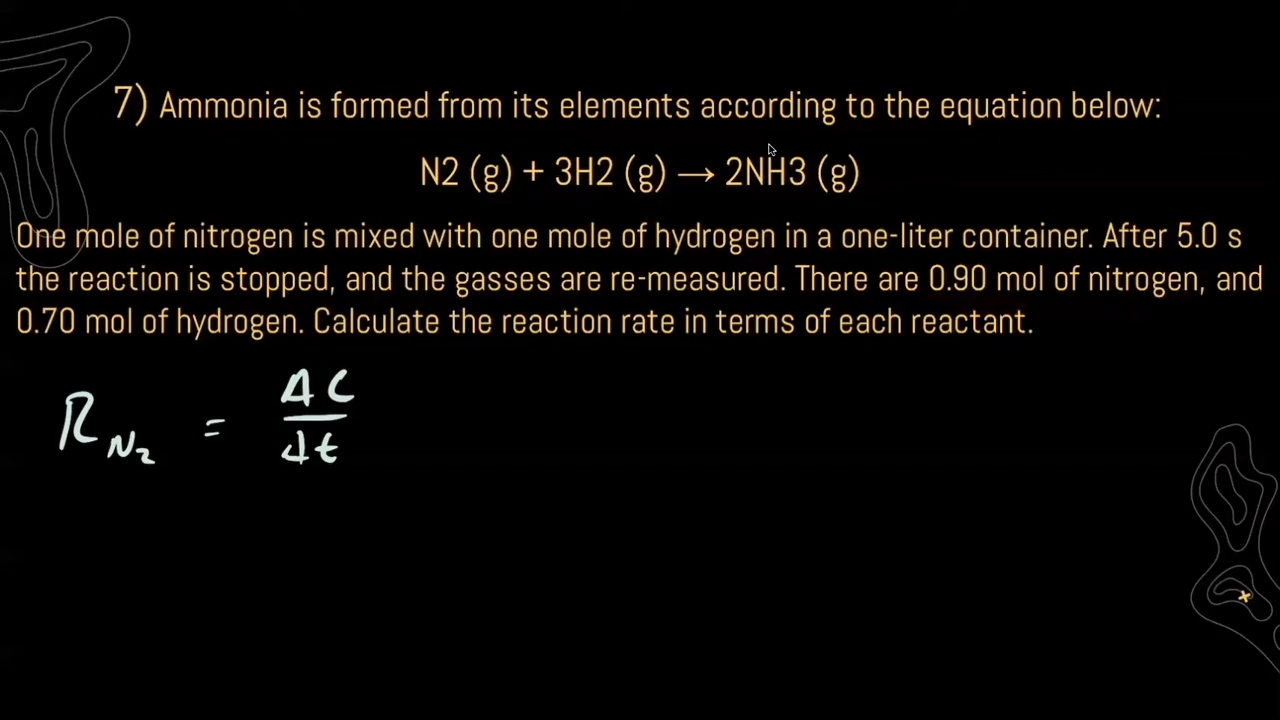 7) Ammonia is formed from its elements according to the equation below:
N2 (g) + 3H2 (g) → 2NH3 (g)
One mole of nitrogen is mixed with one mole of hydrogen in a one-liter container. After 5.0 s
the reaction is stopped, and the gasses are re-measured. There are 0.90 mol of nitrogen, and
0.70 mol of hydrogen. Calculate the reaction rate in terms of each reactant.
R_N₂ = ΔC/Δt